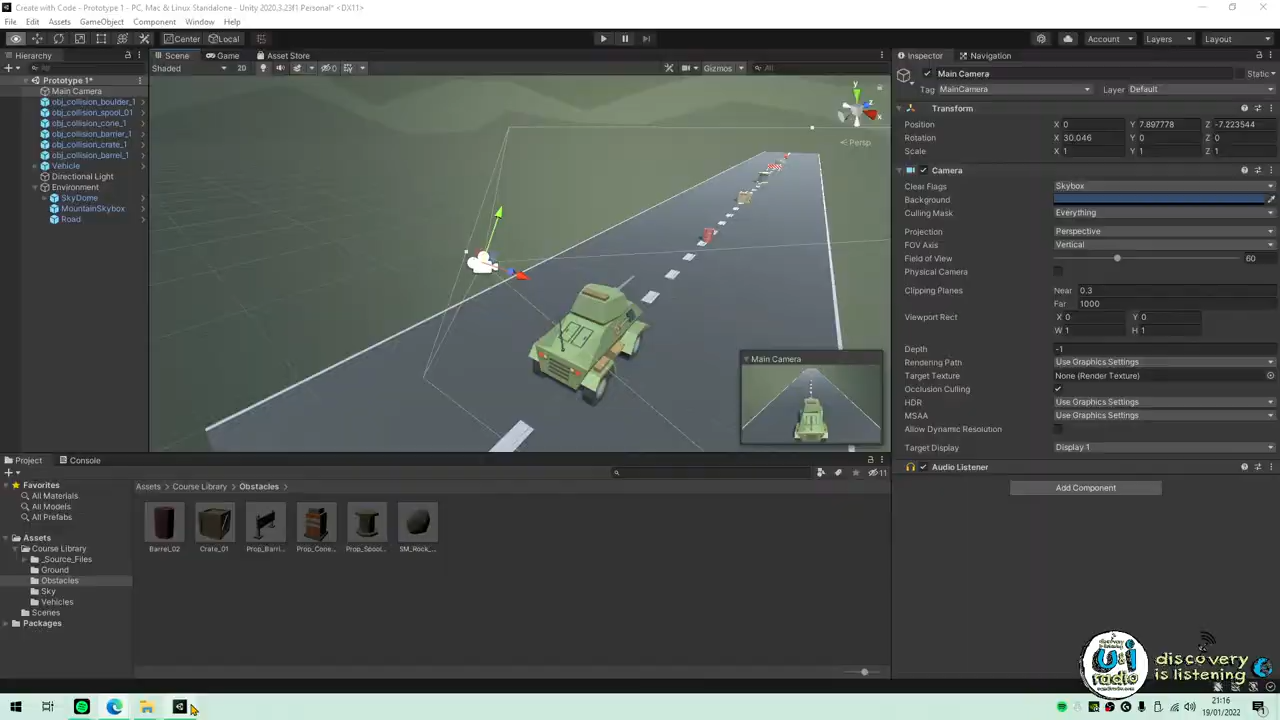 Create with Code - Prototype 1 - PC, Mac & Linux Standalone - Unity 2020.3.23f1 Personal* <DX11>
File Edit Assets GameObject Component Window Help
Center Local Account Layers Layout
Hierarchy Scene Game Asset Store Inspector Navigation
All Shaded 2D 0 Gizmos All
Prototype 1*
Main Camera
obj_collision_boulder_1
obj_collision_spool_01
obj_collision_cone_1
obj_collision_barrier_1
obj_collision_crate_1
obj_collision_barrel_1
Vehicle
Directional Light
Environment
SkyDome
MountainSkybox
Road
y
z
x
Persp
Main Camera
Main Camera Static
Tag MainCamera Layer Default
Transform
Position X 0 Y 7.897778 Z -7.223544
Rotation X 30.046 Y 0 Z 0
Scale X 1 Y 1 Z 1
Camera
Clear Flags Skybox
Background
Culling Mask Everything
Projection Perspective
FOV Axis Vertical
Field of View 60
Physical Camera
Clipping Planes Near 0.3
Far 1000
Viewport Rect X 0 Y 0
W 1 H 1
Depth -1
Rendering Path Use Graphics Settings
Target Texture None (Render Texture)
Occlusion Culling
HDR Use Graphics Settings
MSAA Use Graphics Settings
Allow Dynamic Resolution
Target Display Display 1
Audio Listener
Add Component
Project Console
11
Favorites
All Materials
All Models
All Prefabs
Assets
Course Library
_Source_Files
Ground
Obstacles
Sky
Vehicles
Scenes
Packages
Assets > Course Library > Obstacles >
Barrel_02 Crate_01 Prop_Barri... Prop_Cone... Prop_Spool... SM_Rock_...
U&i
radio
discovery
is listening
21:16
19/01/2022